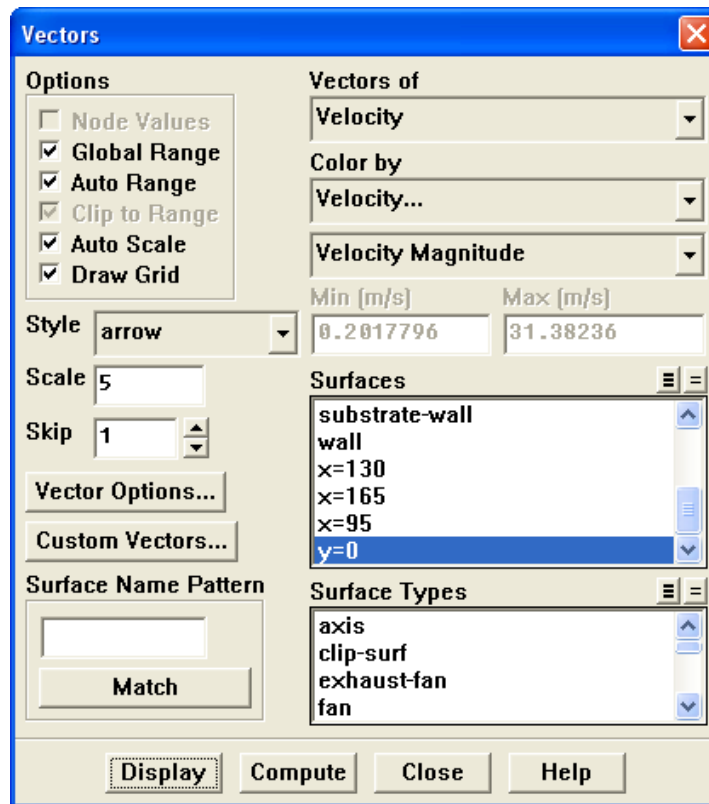 Vectors
Options
Node Values
Global Range
Auto Range
Clip to Range
Auto Scale
Draw Grid
Style arrow
Scale 5
Skip 1
Vector Options...
Custom Vectors...
Surface Name Pattern
Match
Vectors of
Velocity
Color by
Velocity...
Velocity Magnitude
Min (m/s) Max (m/s)
0.2017796 31.38236
Surfaces
substrate-wall
wall
x=130
x=165
x=95
y=0
Surface Types
axis
clip-surf
exhaust-fan
fan
Display Compute Close Help